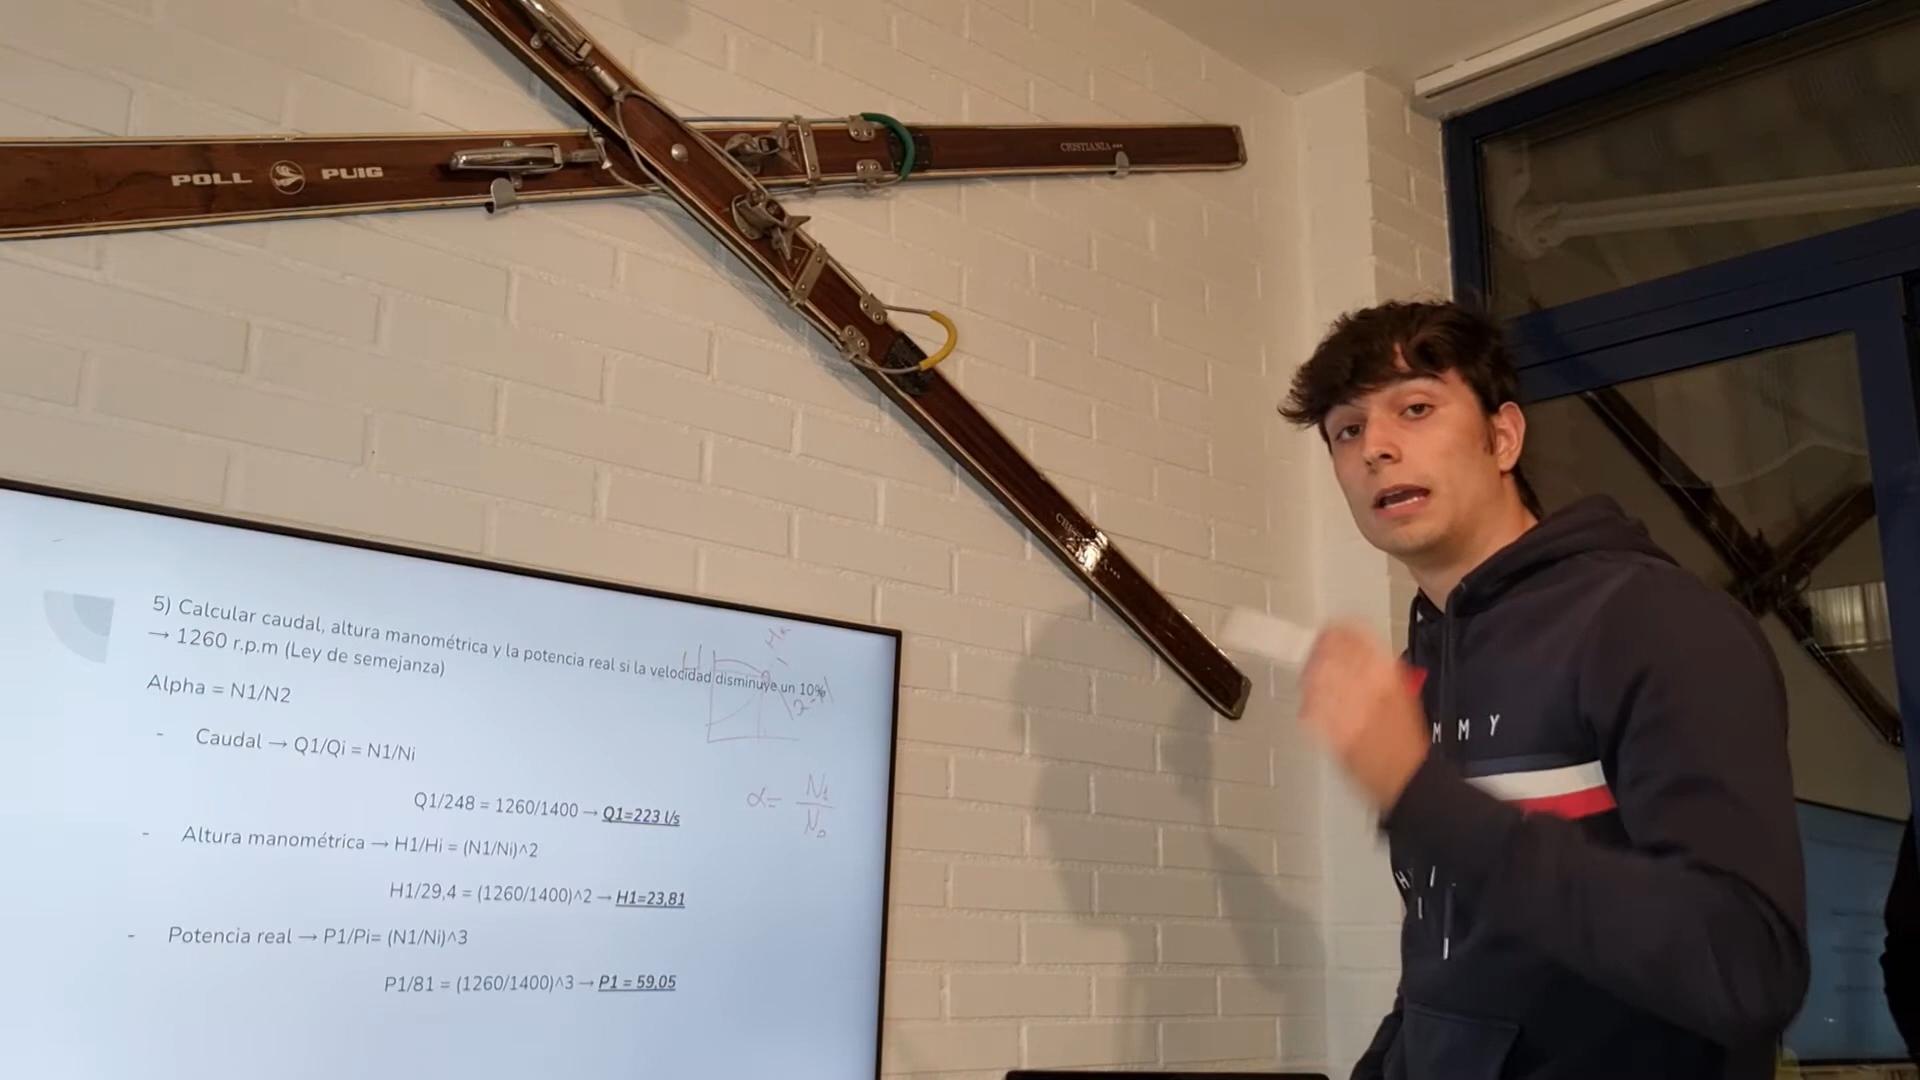 POLL PUIG
CRISTIANIA
5) Calcular caudal, altura manométrica y la potencia real si la velocidad disminuye un 10%
→ 1260 r.p.m (Ley de semejanza)
Alpha = N1/N2
- Caudal → Q1/Qi = N1/Ni
Q1/248 = 1260/1400 → Q1=223 l/s
α= N1
- Altura manométrica → H1/Hi = (N1/Ni)^2
H1/29,4 = (1260/1400)^2 → H1=23,81
- Potencia real → P1/Pi= (N1/Ni)^3
P1/81 = (1260/1400)^3 → P1 = 59,05
M M Y